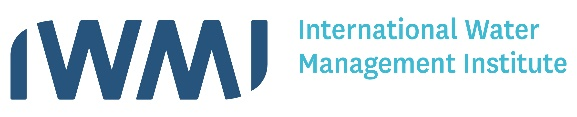 IWMI
International Water
Management Institute